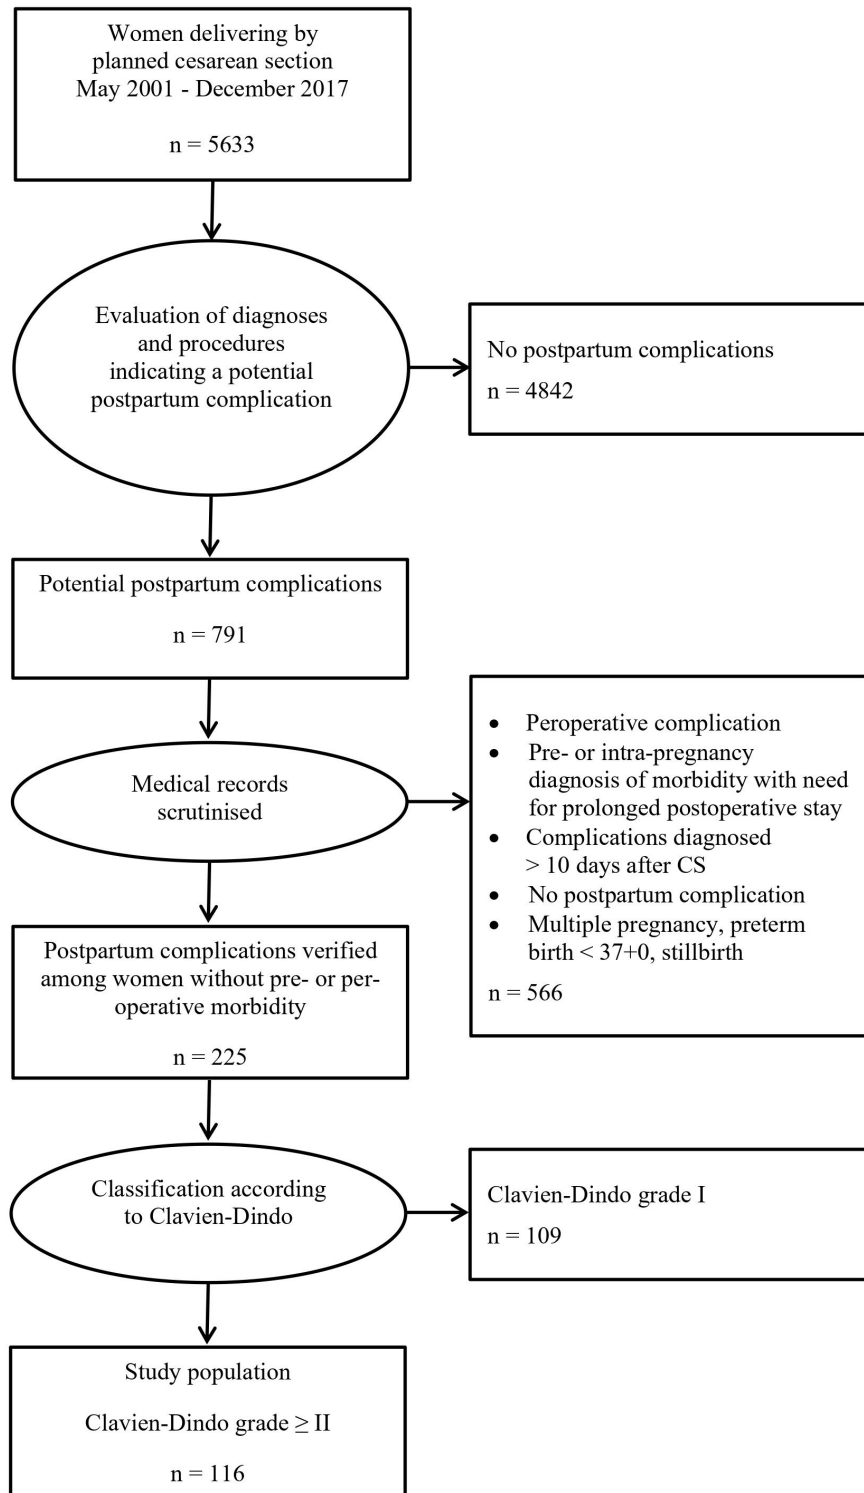 Women delivering by
planned cesarean section
May 2001 - December 2017
n = 5633
Evaluation of diagnoses
and procedures
indicating a potential
postpartum complication
No postpartum complications
n = 4842
Potential postpartum complications
n = 791
Medical records
scrutinised
• Peroperative complication
• Pre- or intra-pregnancy
diagnosis of morbidity with need
for prolonged postoperative stay
• Complications diagnosed
> 10 days after CS
• No postpartum complication
• Multiple pregnancy, preterm
birth < 37+0, stillbirth
n = 566
Postpartum complications verified
among women without pre- or per-
operative morbidity
n = 225
Classification according
to Clavien-Dindo
Clavien-Dindo grade I
n = 109
Study population
Clavien-Dindo grade ≥ II
n = 116